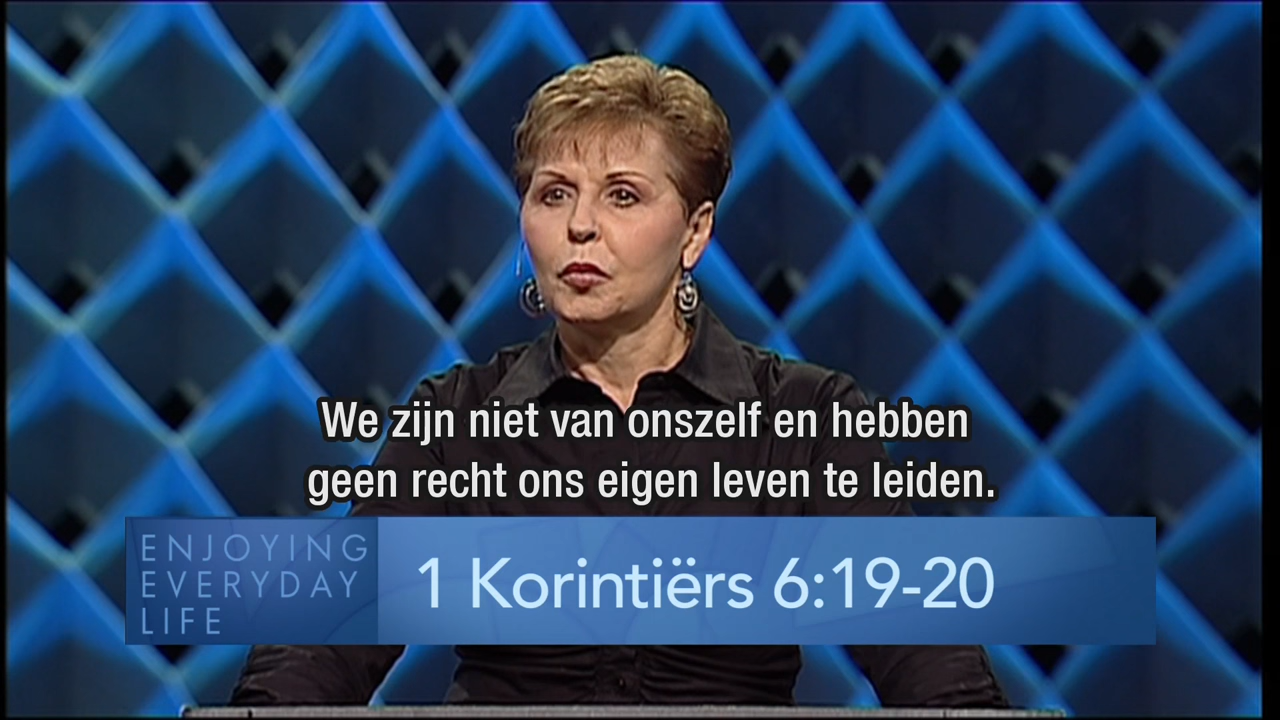 We zijn niet van onszelf en hebben
geen recht ons eigen leven te leiden.
ENJOYING
EVERYDAY
LIFE
1 Korintiërs 6:19-20